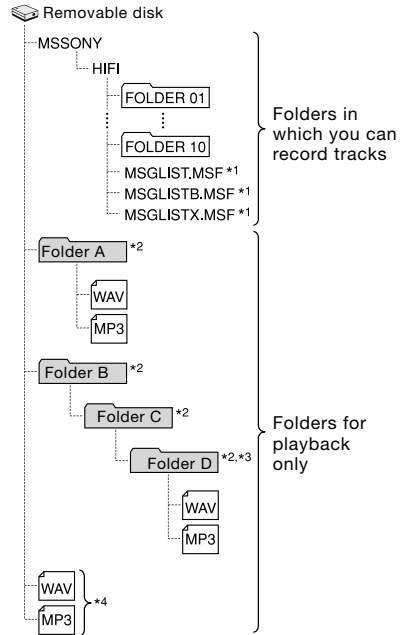 Removable disk
MSSONY
HIFI
FOLDER 01
FOLDER 10
MSGLIST.MSF *1
MSGLISTB.MSF *1
MSGLISTX.MSF *1
Folders in
which you can
record tracks
Folder A *2
WAV
MP3
Folder B *2
Folder C *2
Folder D *2,*3
WAV
MP3
Folders for
playback
only
WAV
MP3
*4